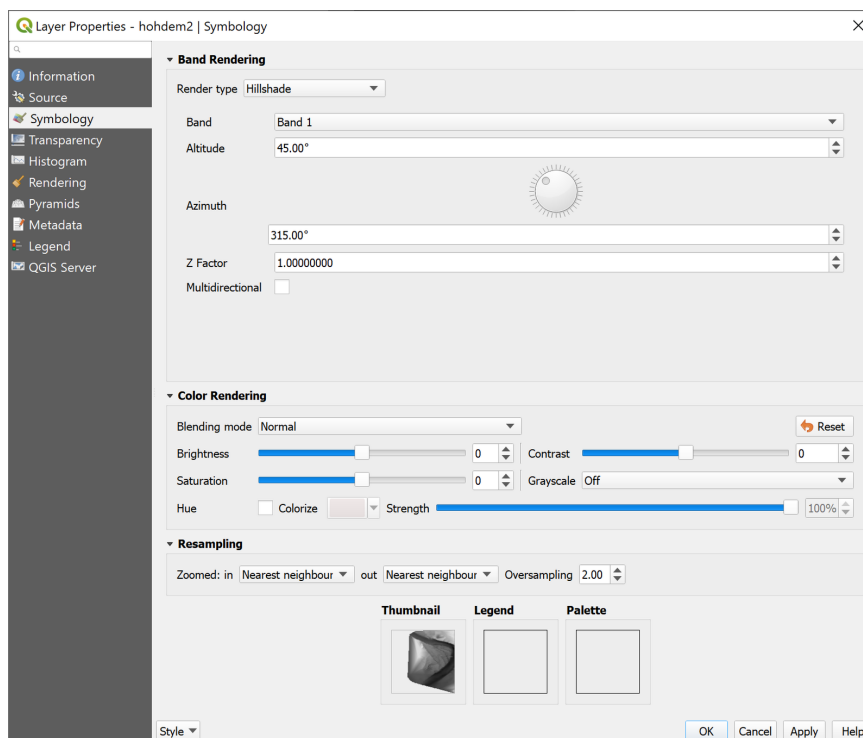 Layer Properties - hohdem2 | Symbology
Information
Source
Symbology
Transparency
Histogram
Rendering
Pyramids
Metadata
Legend
QGIS Server
Band Rendering
Render type Hillshade
Band Band 1
Altitude 45.00°
Azimuth
315.00°
Z Factor 1.00000000
Multidirectional
Color Rendering
Blending mode Normal Reset
Brightness 0 Contrast 0
Saturation 0 Grayscale Off
Hue Colorize Strength 100%
Resampling
Zoomed: in Nearest neighbour out Nearest neighbour Oversampling 2.00
Thumbnail Legend Palette
Style OK Cancel Apply Help